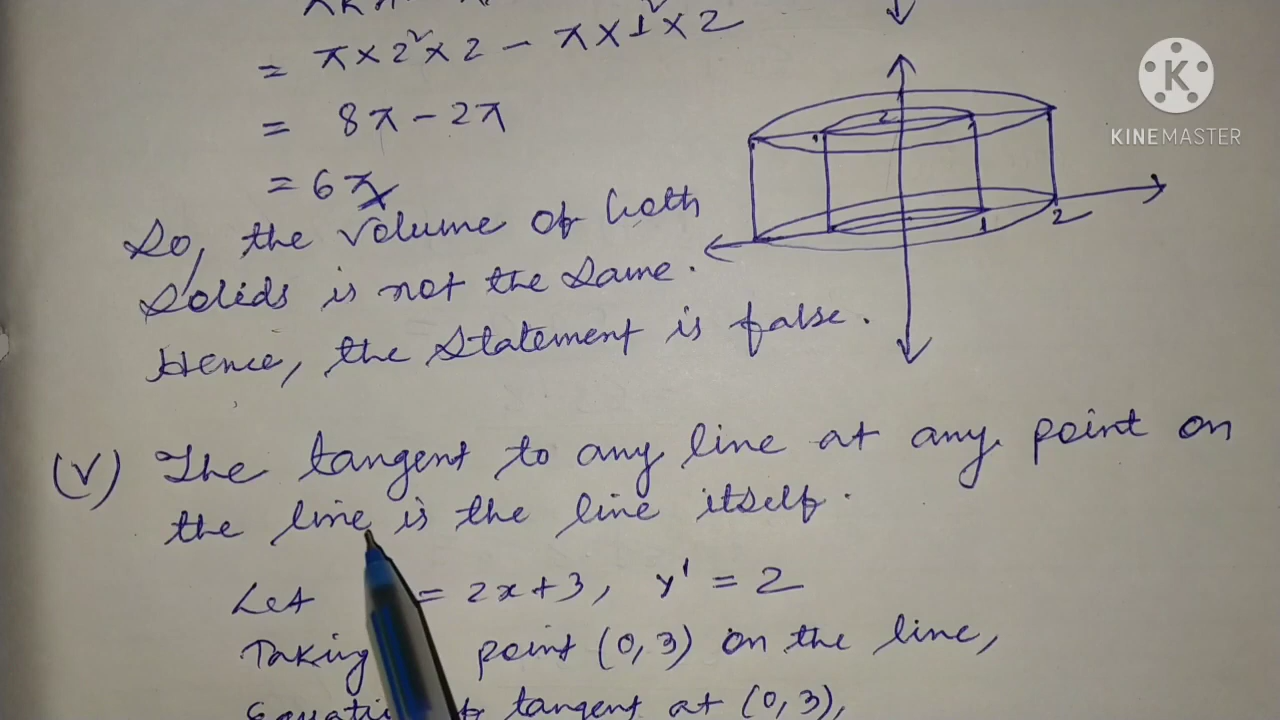 = π×2²×2 − π×1²×2
= 8π − 2π
= 6π
So, the volume of both
solids is not the same.
Hence, the statement is false.
2
1
2
K
KINEMASTER
(V) The tangent to any line at any point on
the line is the line itself.
Let = 2x+3, y' = 2
Taking point (0,3) on the line,
tangent at (0,3),